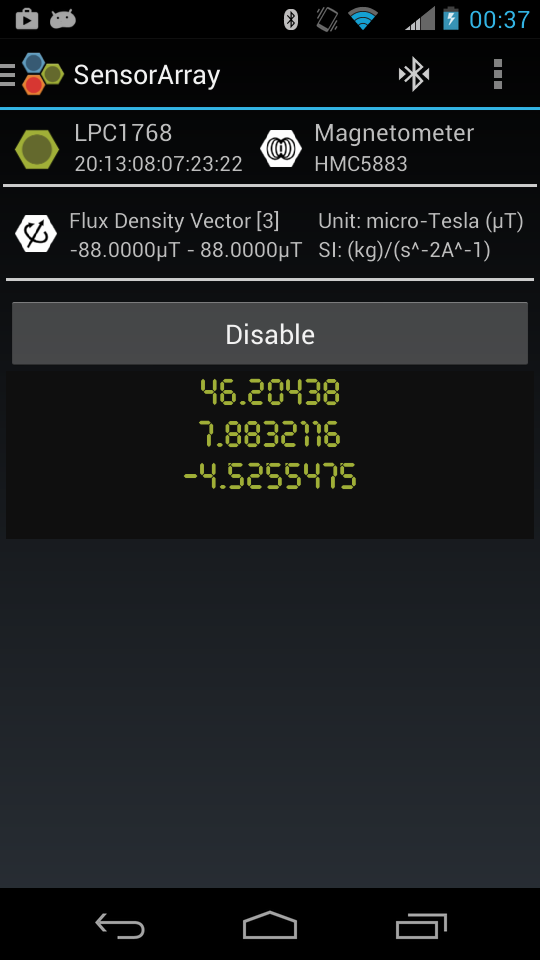 00:37
SensorArray
LPC1768
20:13:08:07:23:22
Magnetometer
HMC5883
Flux Density Vector [3]
-88.0000µT - 88.0000µT
Unit: micro-Tesla (µT)
SI: (kg)/(s^-2A^-1)
Disable
46.20438
7.8832116
-4.5255475